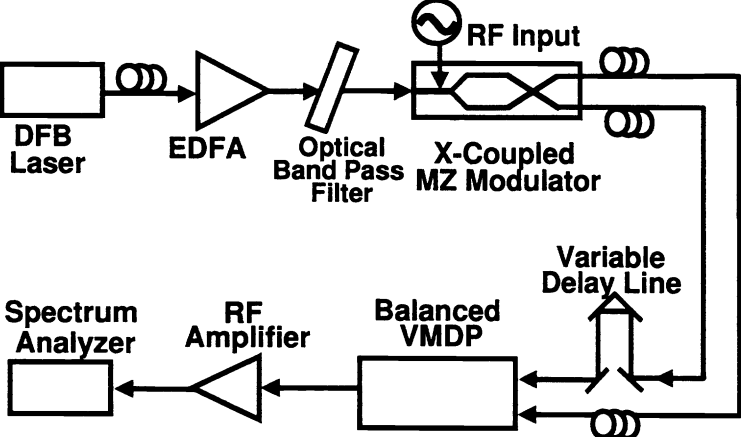 RF Input
DFB
Laser
EDFA
Optical
Band Pass
Filter
X-Coupled
MZ Modulator
Variable
Delay Line
Spectrum
Analyzer
RF
Amplifier
Balanced
VMDP